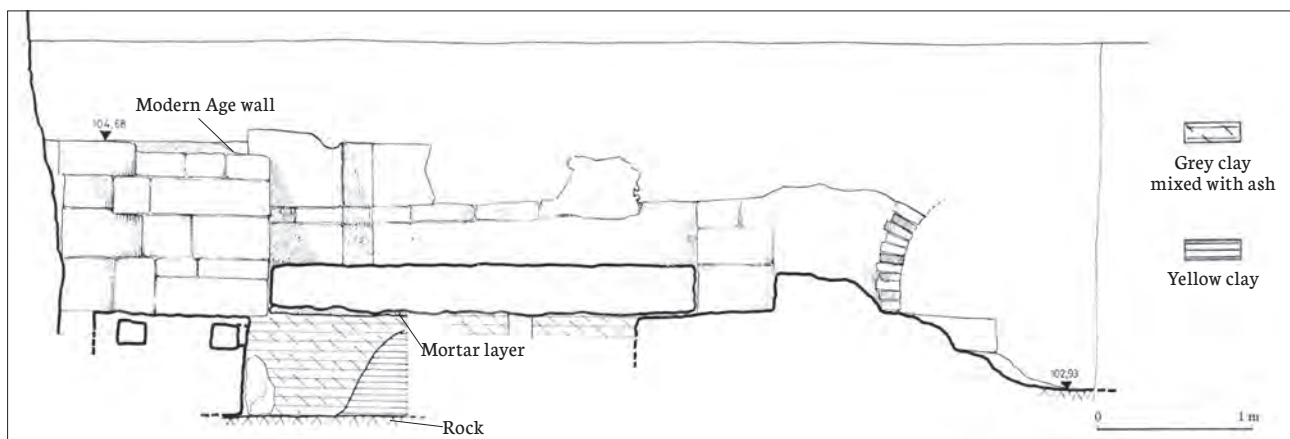 Modern Age wall
104,68
Grey clay
mixed with ash
Yellow clay
Mortar layer
102,93
0 1 m
Rock